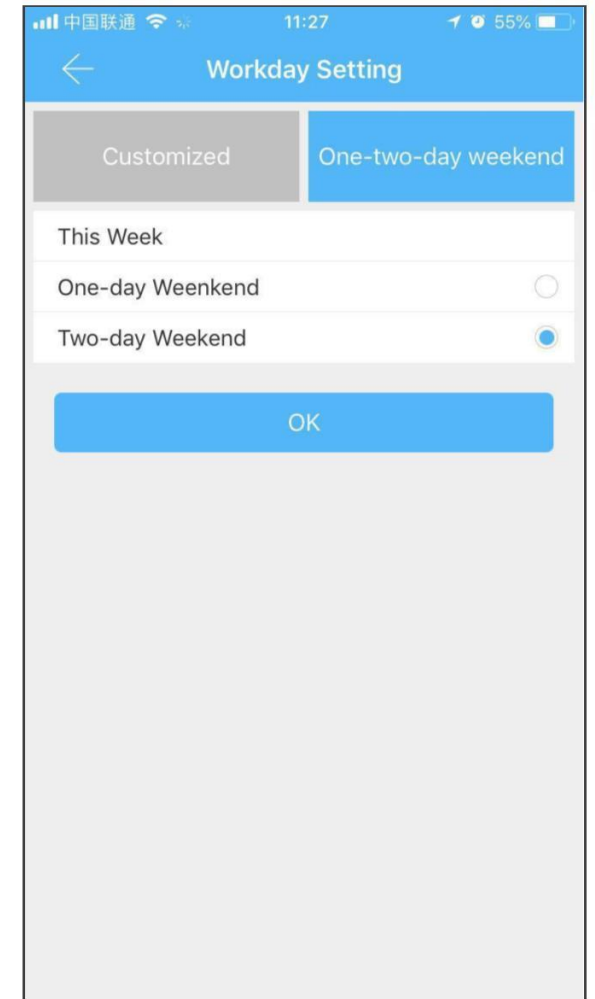 中国联通 11:27 55%
Workday Setting
Customized One-two-day weekend
This Week
One-day Weenkend
Two-day Weekend
OK